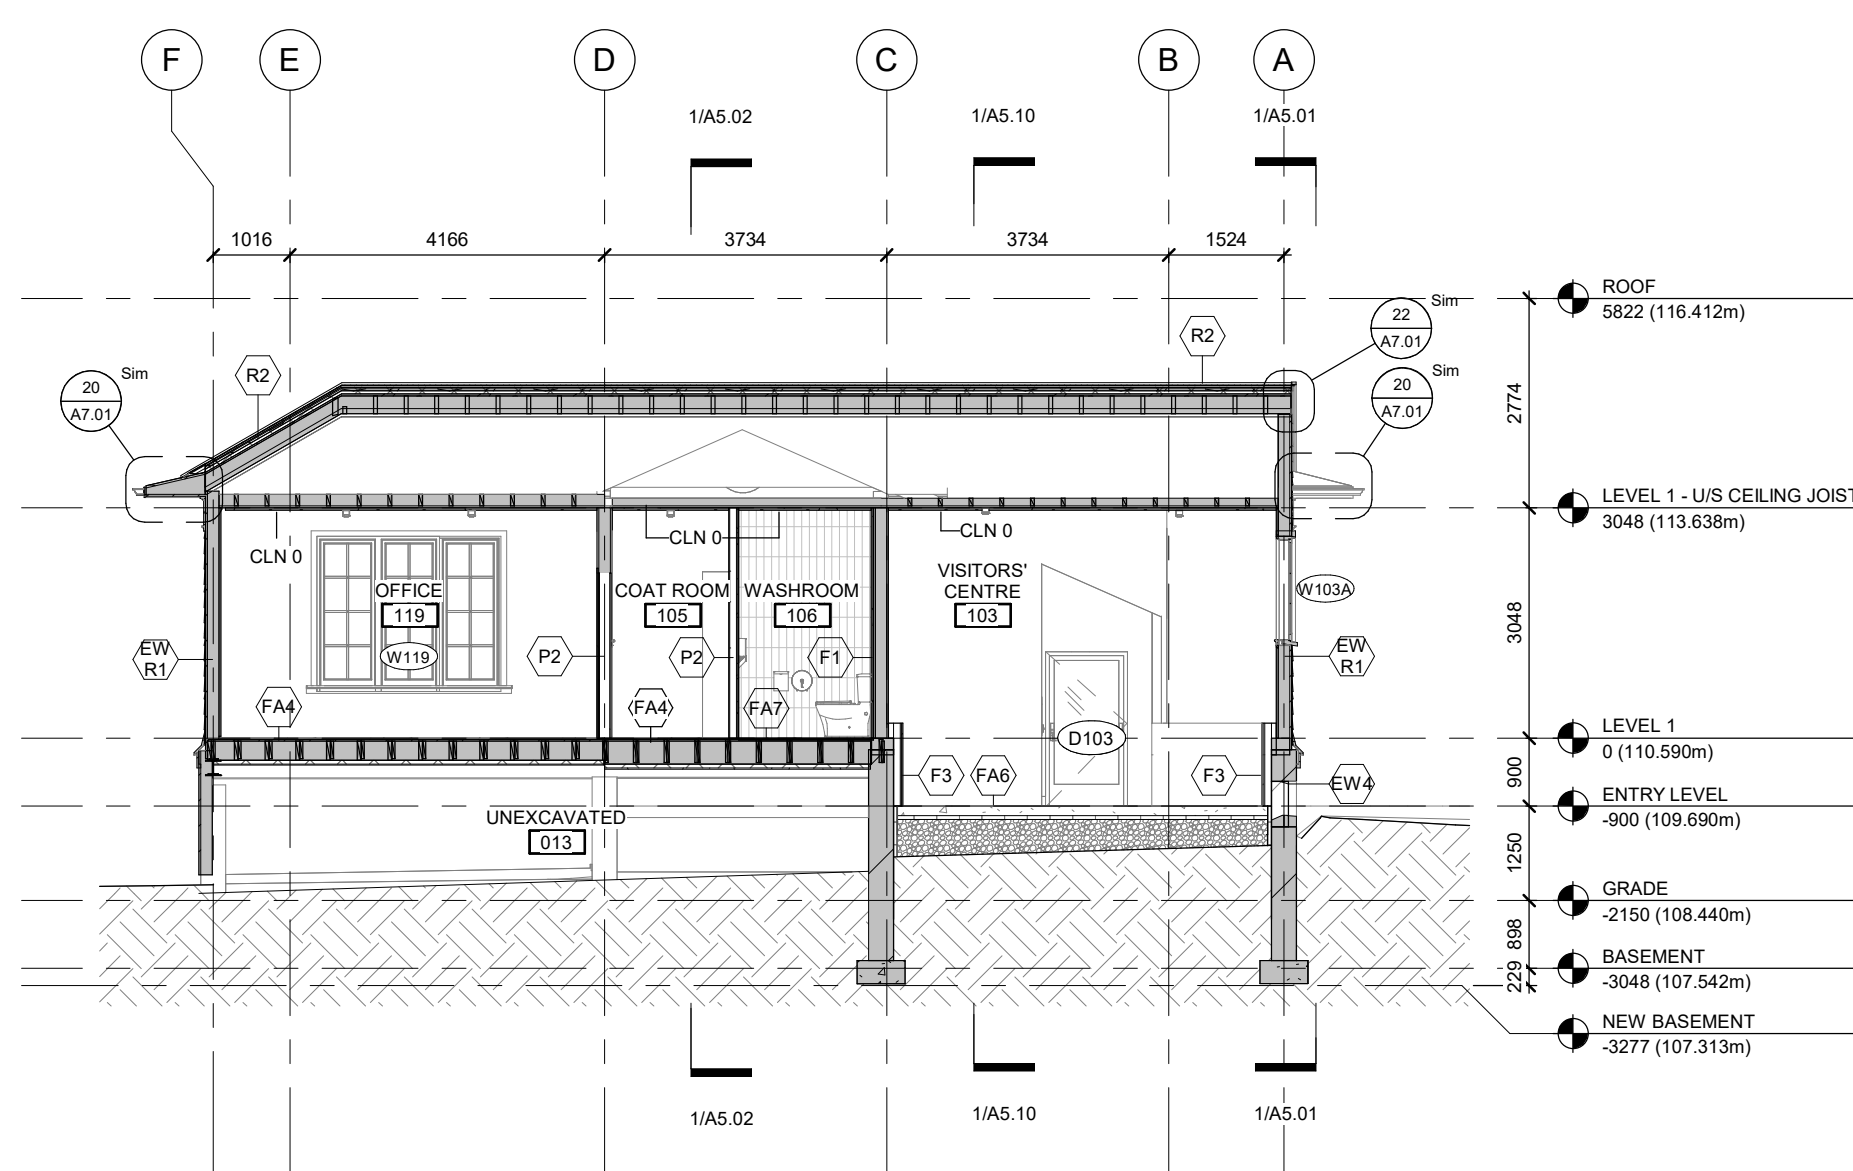 F E D C B A
1/A5.02 1/A5.10 1/A5.01
1016 4166 3734 3734 1524
ROOF
5822 (116.412m)
Sim
22
A7.01
R2
Sim
20
A7.01
R2
Sim
20
A7.01
2774
LEVEL 1 - U/S CEILING JOIST
3048 (113.638m)
CLN 0
CLN 0
CLN 0
OFFICE
119
W119
COAT ROOM
105
WASHROOM
106
VISITORS'
CENTRE
103
W103A
3048
EW
R1
P2
P2
F1
EW
R1
FA4
FA4
FA7
D103
LEVEL 1
0 (110.590m)
F3
FA6
F3
EW4
900
ENTRY LEVEL
-900 (109.690m)
UNEXCAVATED
013
1250
GRADE
-2150 (108.440m)
898
BASEMENT
-3048 (107.542m)
229
NEW BASEMENT
-3277 (107.313m)
1/A5.02 1/A5.10 1/A5.01